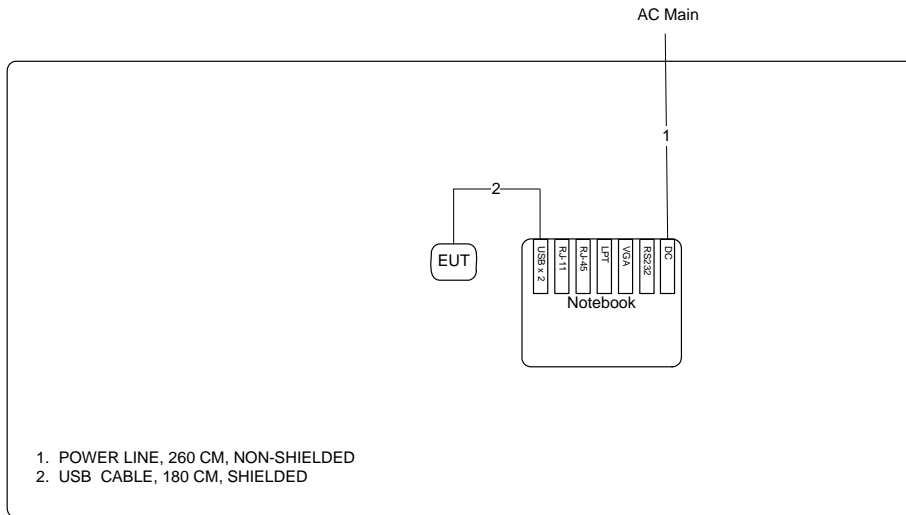 AC Main
1
2
EUT
USB x 2
RJ-11
RJ-45
LPT
VGA
RS232
DC
Notebook
1. POWER LINE, 260 CM, NON-SHIELDED
2. USB CABLE, 180 CM, SHIELDED